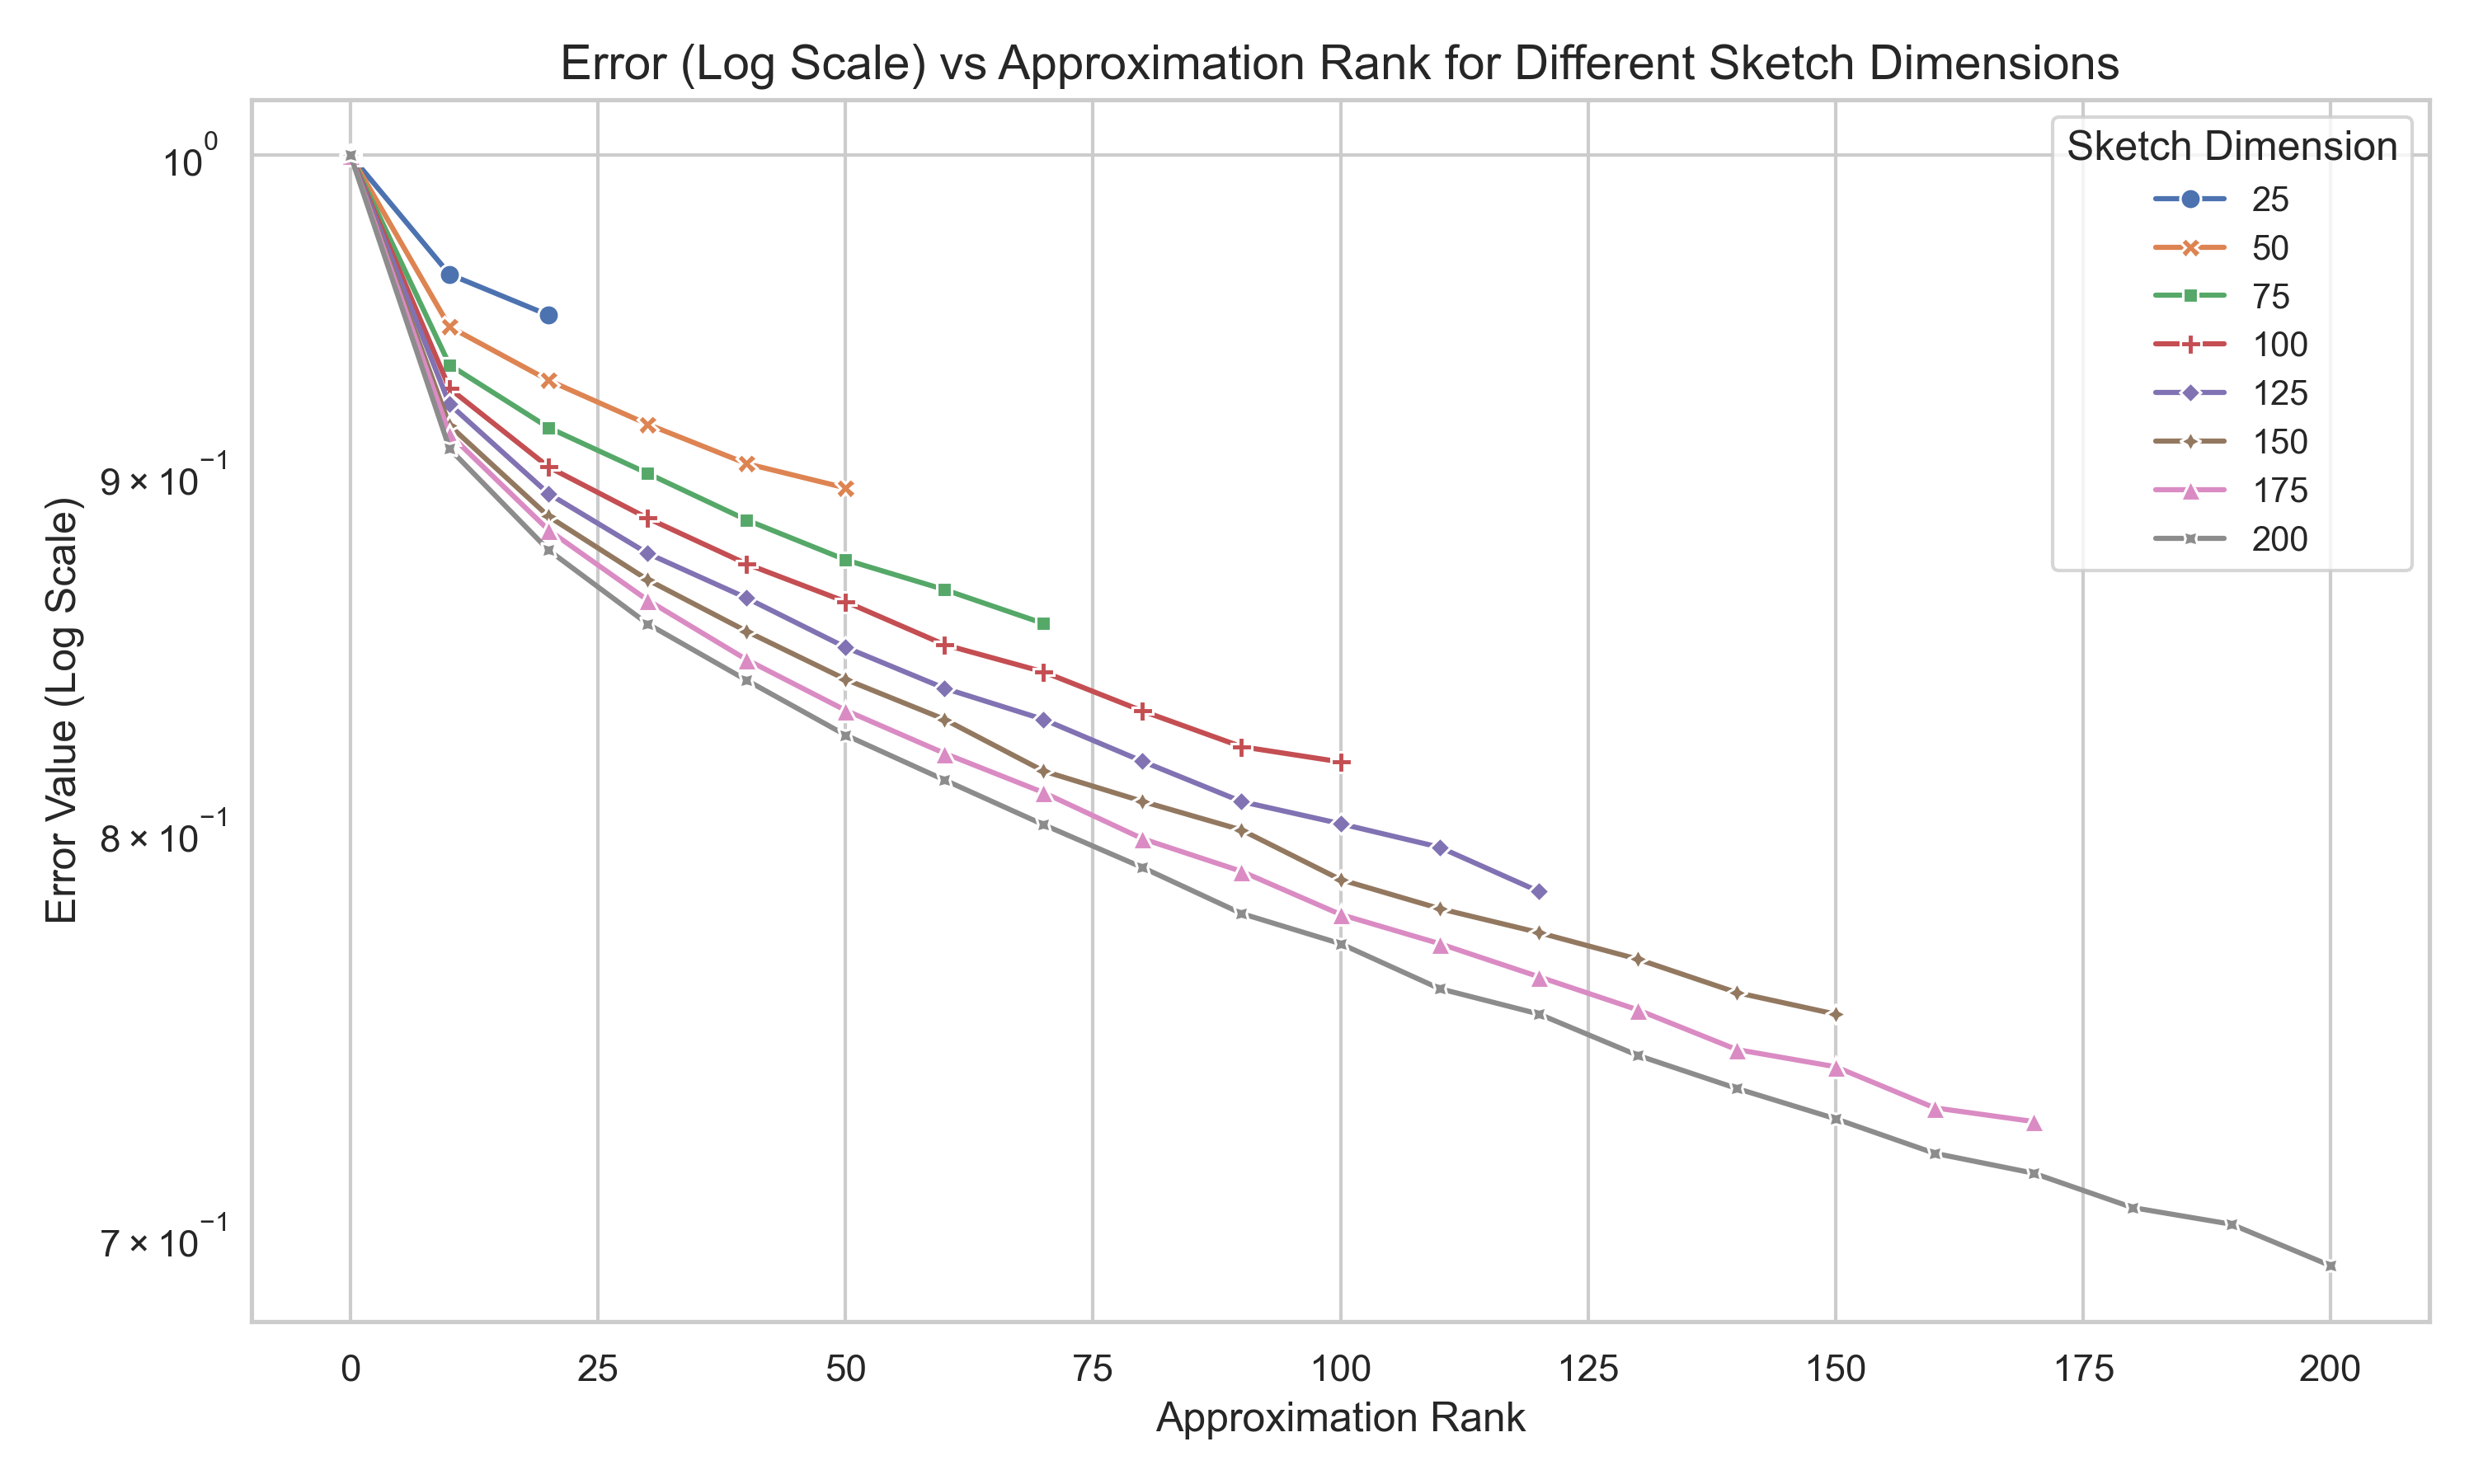 Error (Log Scale) vs Approximation Rank for Different Sketch Dimensions
Error Value (Log Scale)
10⁰
9 × 10⁻¹
8 × 10⁻¹
7 × 10⁻¹
Sketch Dimension
25
50
75
100
125
150
175
200
0 25 50 75 100 125 150 175 200
Approximation Rank